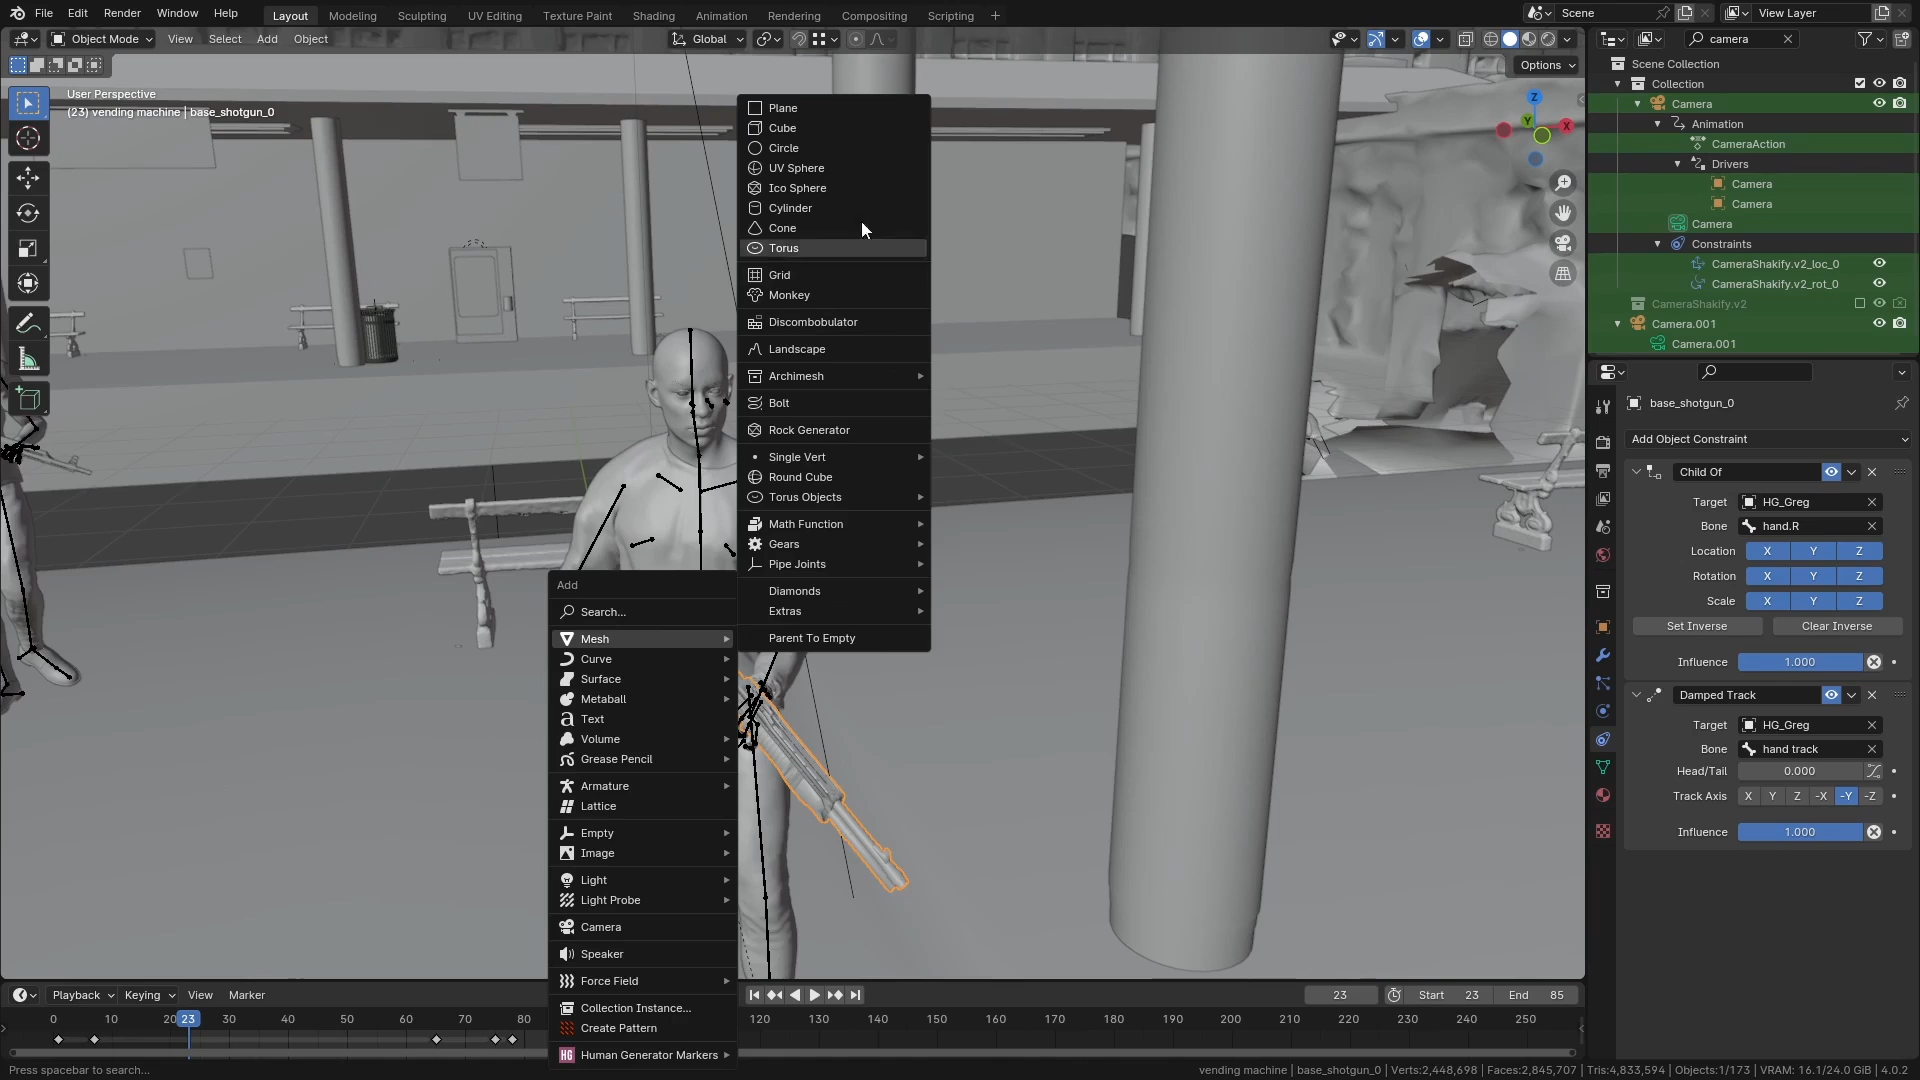 File Edit Render Window Help Layout Modeling Sculpting UV Editing Texture Paint Shading Animation Rendering Compositing Scripting + Scene View Layer
Object Mode View Select Add Object Global camera
Options
User Perspective
(23) vending machine | base_shotgun_0
Z
Y
X
Plane
Cube
Circle
UV Sphere
Ico Sphere
Cylinder
Cone
Torus
Grid
Monkey
Discombobulator
Landscape
Archimesh
Bolt
Rock Generator
Single Vert
Round Cube
Torus Objects
Math Function
Gears
Pipe Joints
Diamonds
Extras
Parent To Empty
Add
Search...
Mesh
Curve
Surface
Metaball
Text
Volume
Grease Pencil
Armature
Lattice
Empty
Image
Light
Light Probe
Camera
Speaker
Force Field
Collection Instance...
Create Pattern
HG Human Generator Markers
Scene Collection
Collection
Camera
Animation
CameraAction
Drivers
Camera
Camera
Camera
Constraints
CameraShakify.v2_loc_0
CameraShakify.v2_rot_0
CameraShakify.v2
Camera.001
Camera.001
base_shotgun_0
Add Object Constraint
Child Of
Target HG_Greg
Bone hand.R
Location X Y Z
Rotation X Y Z
Scale X Y Z
Set Inverse Clear Inverse
Influence 1.000
Damped Track
Target HG_Greg
Bone hand track
Head/Tail 0.000
Track Axis X Y Z -X -Y -Z
Influence 1.000
Playback Keying View Marker 23 Start 23 End 85
0 10 20 23 30 40 50 60 70 80 120 130 140 150 160 170 180 190 200 210 220 230 240 250
Press spacebar to search...
vending machine | base_shotgun_0 | Verts:2,448,698 | Faces:2,845,707 | Tris:4,833,594 | Objects:1/173 | VRAM: 16.1/24.0 GiB | 4.0.2